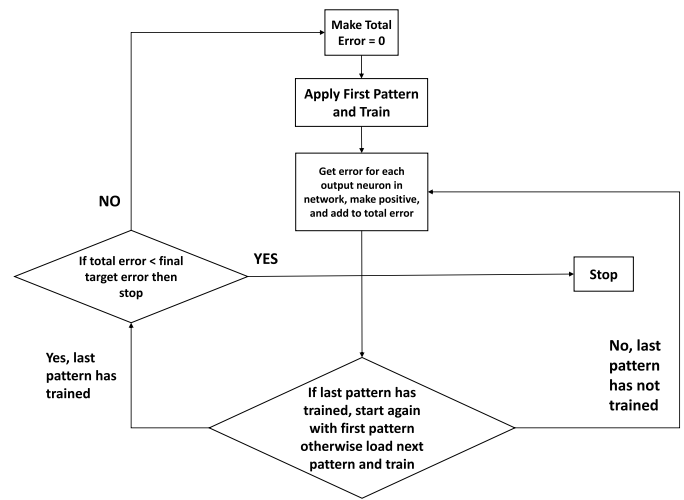 Make Total
Error = 0
Apply First Pattern
and Train
Get error for each
output neuron in
network, make positive,
and add to total error
NO
If total error < final
target error then
stop
YES
Stop
Yes, last
pattern has
trained
No, last
pattern
has not
trained
If last pattern has
trained, start again
with first pattern
otherwise load next
pattern and train